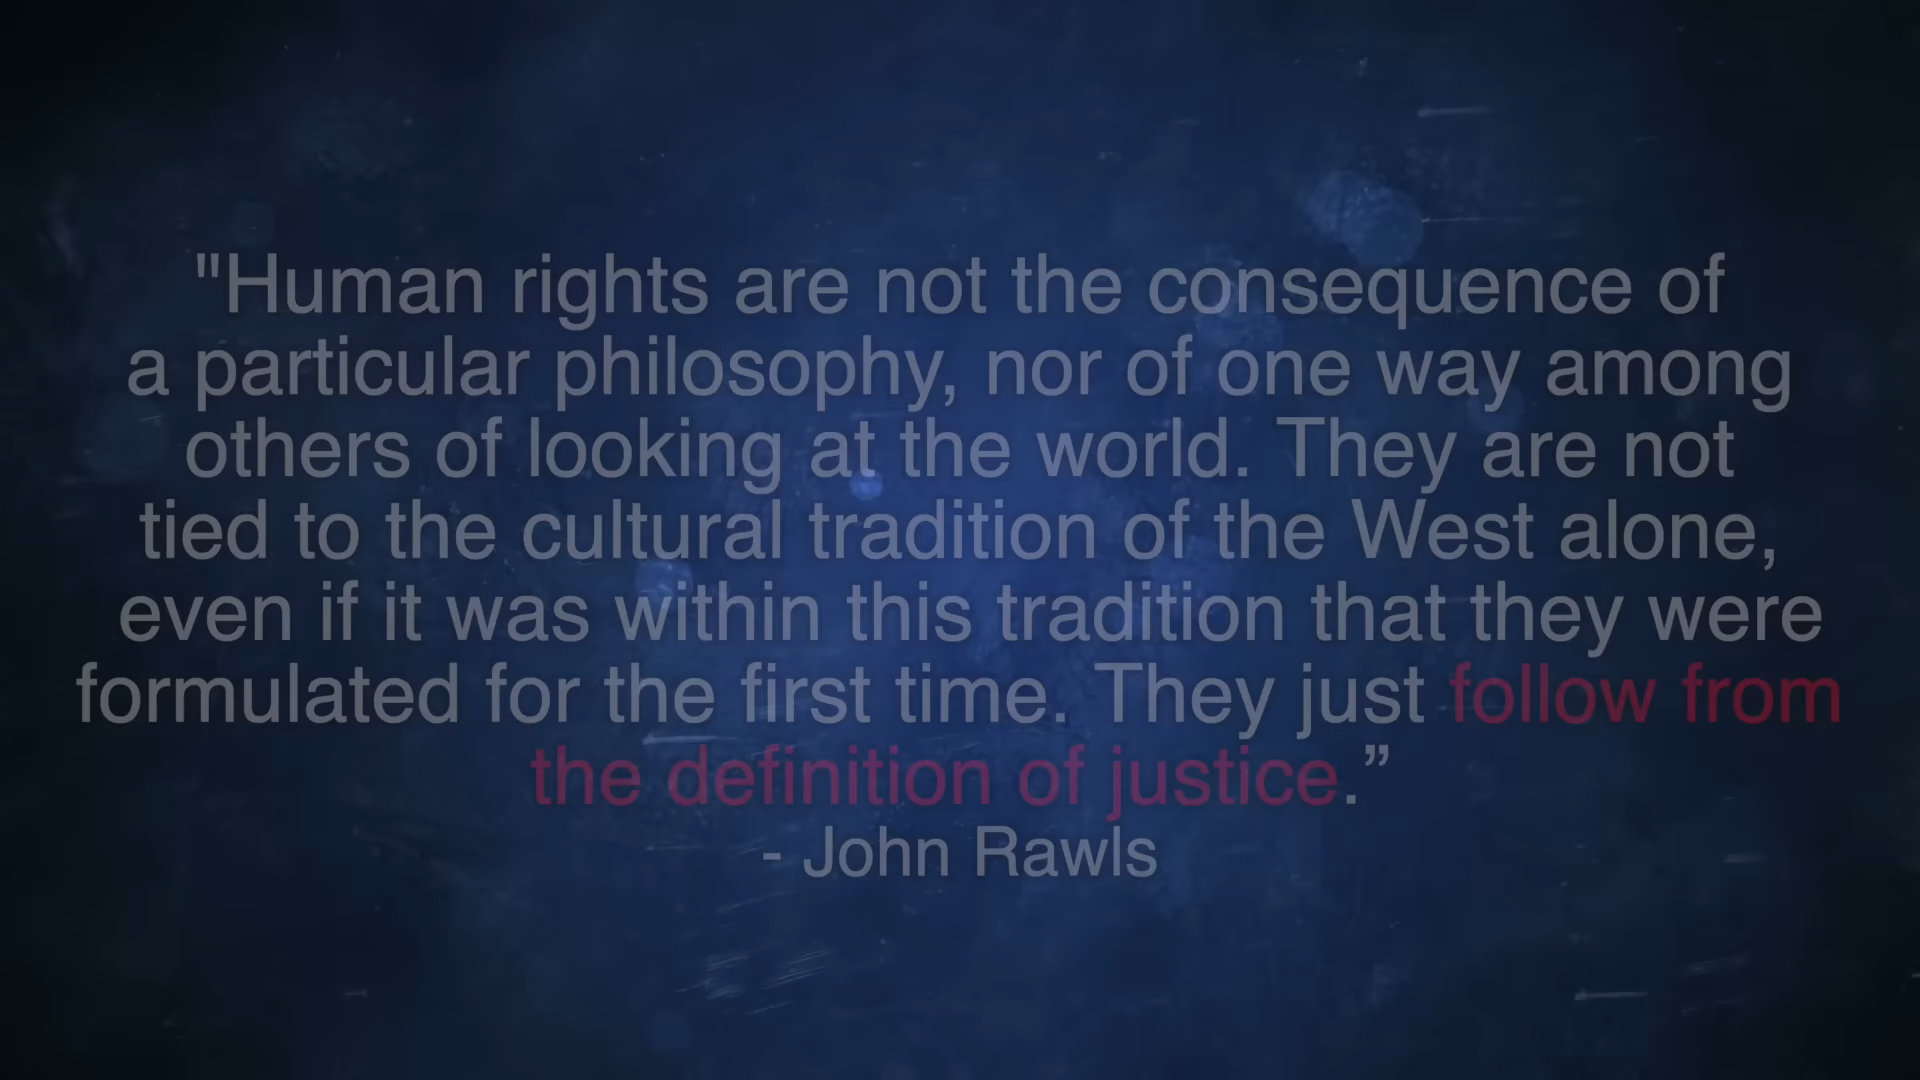 "Human rights are not the consequence of
a particular philosophy, nor of one way among
others of looking at the world. They are not
tied to the cultural tradition of the West alone,
even if it was within this tradition that they were
formulated for the first time. They just follow from
the definition of justice.”
- John Rawls